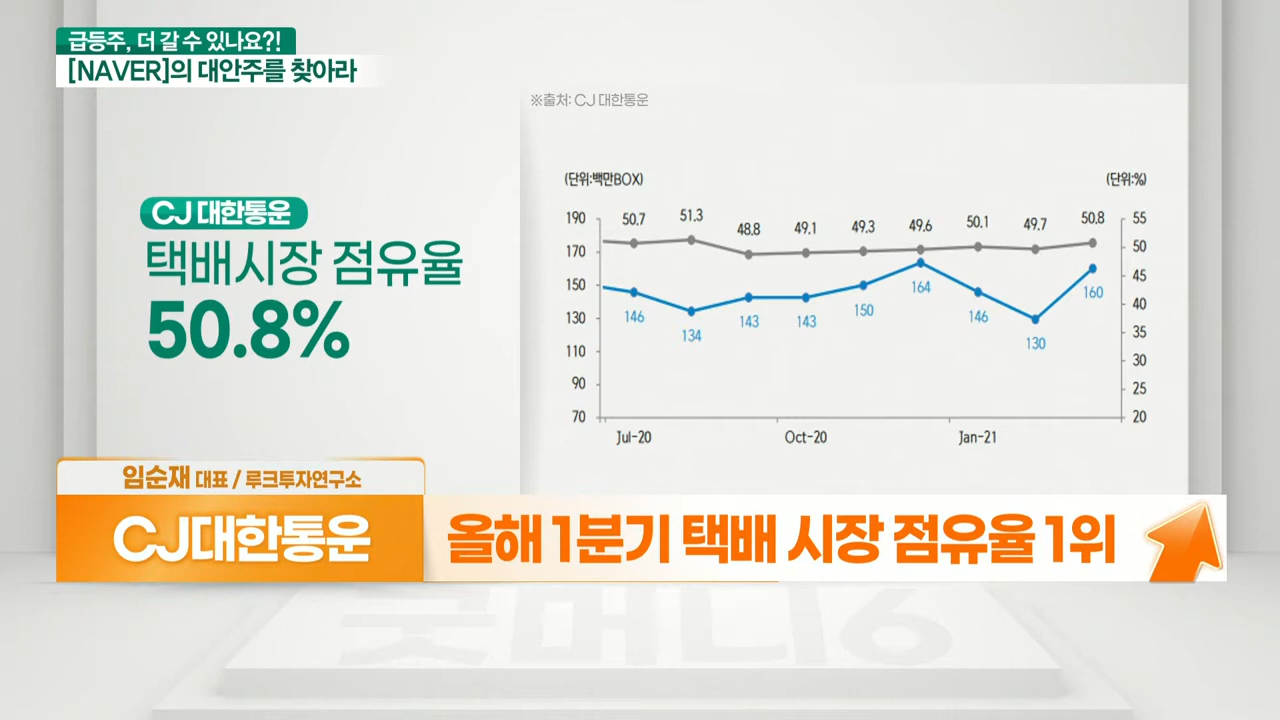 급등주, 더 갈 수 있나요?!
[NAVER]의 대안주를 찾아라
※출처: CJ 대한통운
CJ 대한통운
택배시장 점유율
50.8%
(단위:백만BOX)
(단위:%)
190
170
150
130
110
90
70
50.7
51.3
48.8
49.1
49.3
49.6
50.1
49.7
50.8
146
134
143
143
150
164
146
130
160
55
50
45
40
35
30
25
20
Jul-20
Oct-20
Jan-21
임순재 대표 / 루크투자연구소
CJ대한통운
올해 1분기 택배 시장 점유율 1위
굿머니6